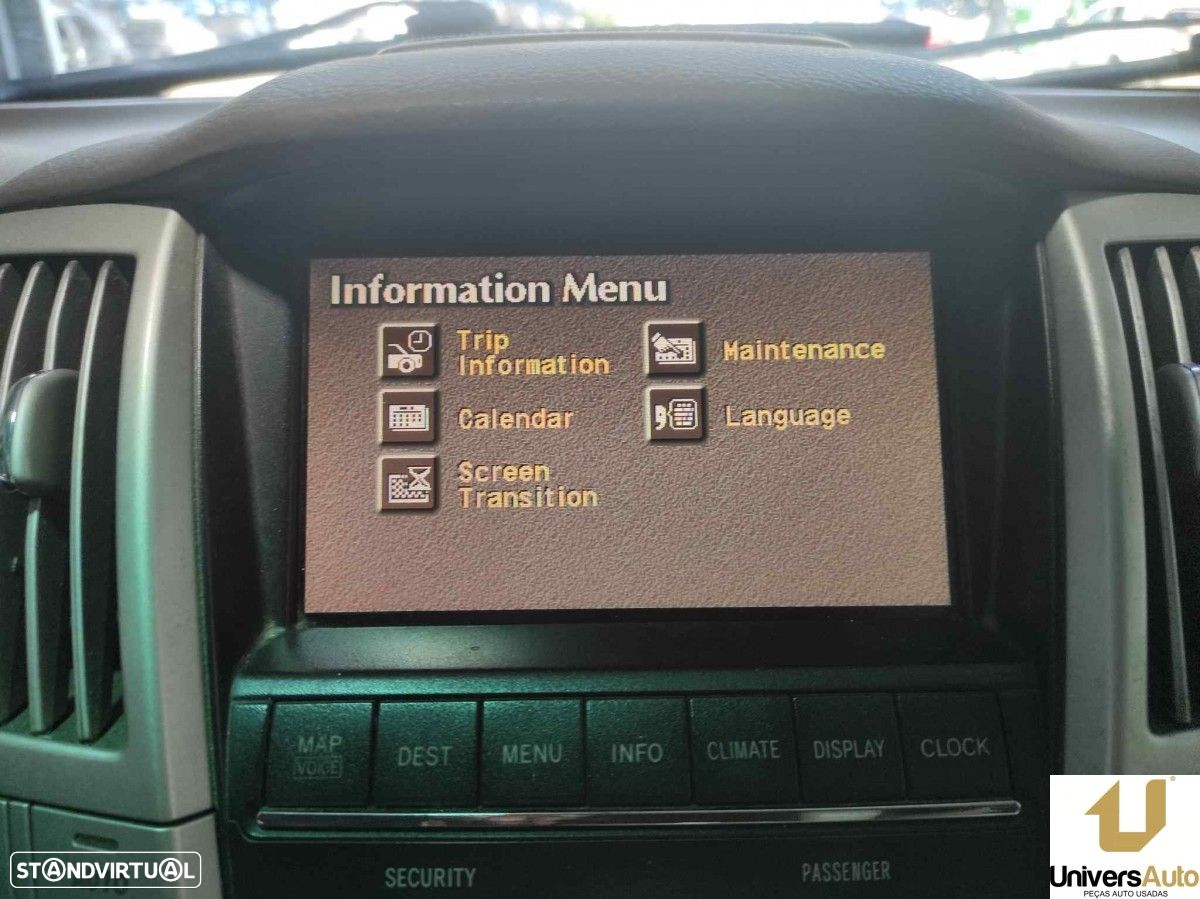 Information Menu
Trip
Information
Maintenance
Calendar
Language
Screen
Transition
MAP
VOICE
DEST
MENU
INFO
CLIMATE
DISPLAY
CLOCK
SECURITY
PASSENGER
STANDVIRTUAL
UniversAuto
PEÇAS AUTO USADAS